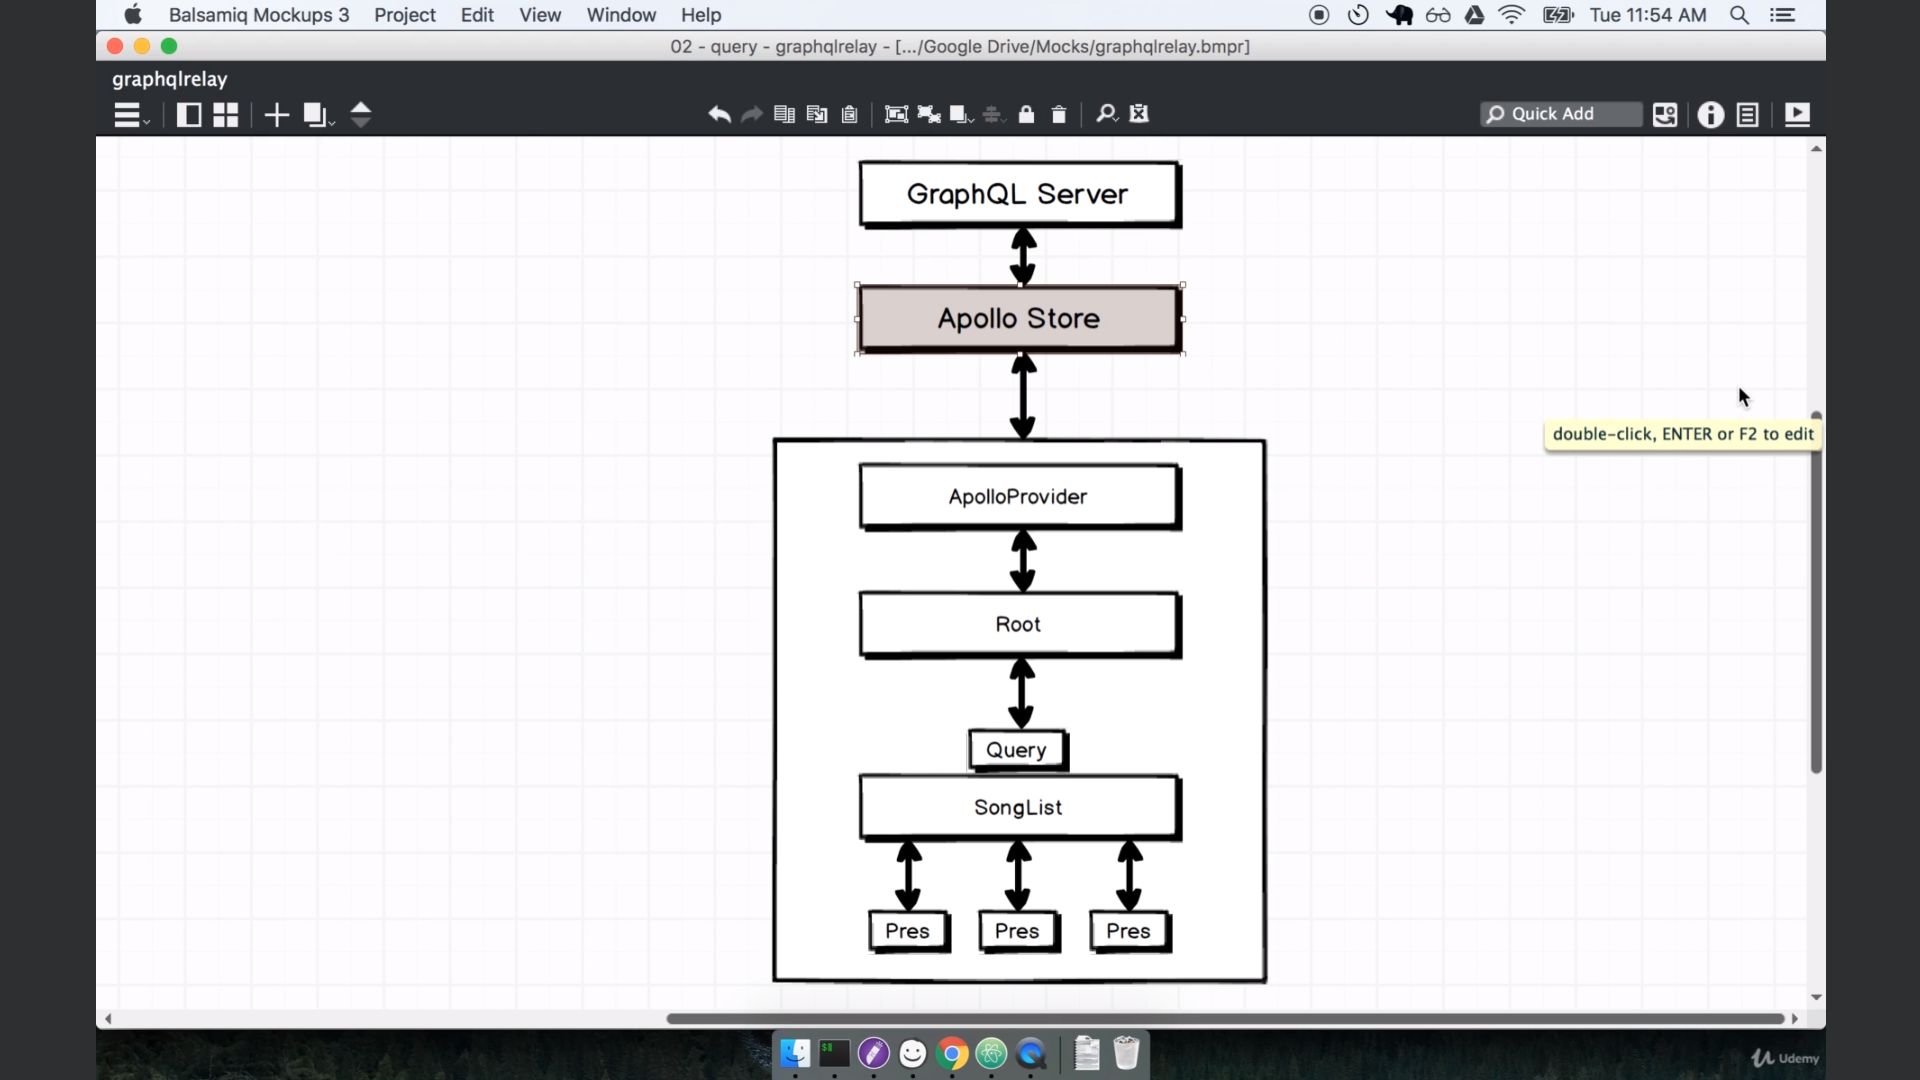 Balsamiq Mockups 3 Project Edit View Window Help Tue 11:54 AM
02 - query - graphqlrelay - [.../Google Drive/Mocks/graphqlrelay.bmpr]
graphqlrelay
Quick Add
GraphQL Server
Apollo Store
double-click, ENTER or F2 to edit
ApolloProvider
Root
Query
SongList
Pres Pres Pres
$
Udemy